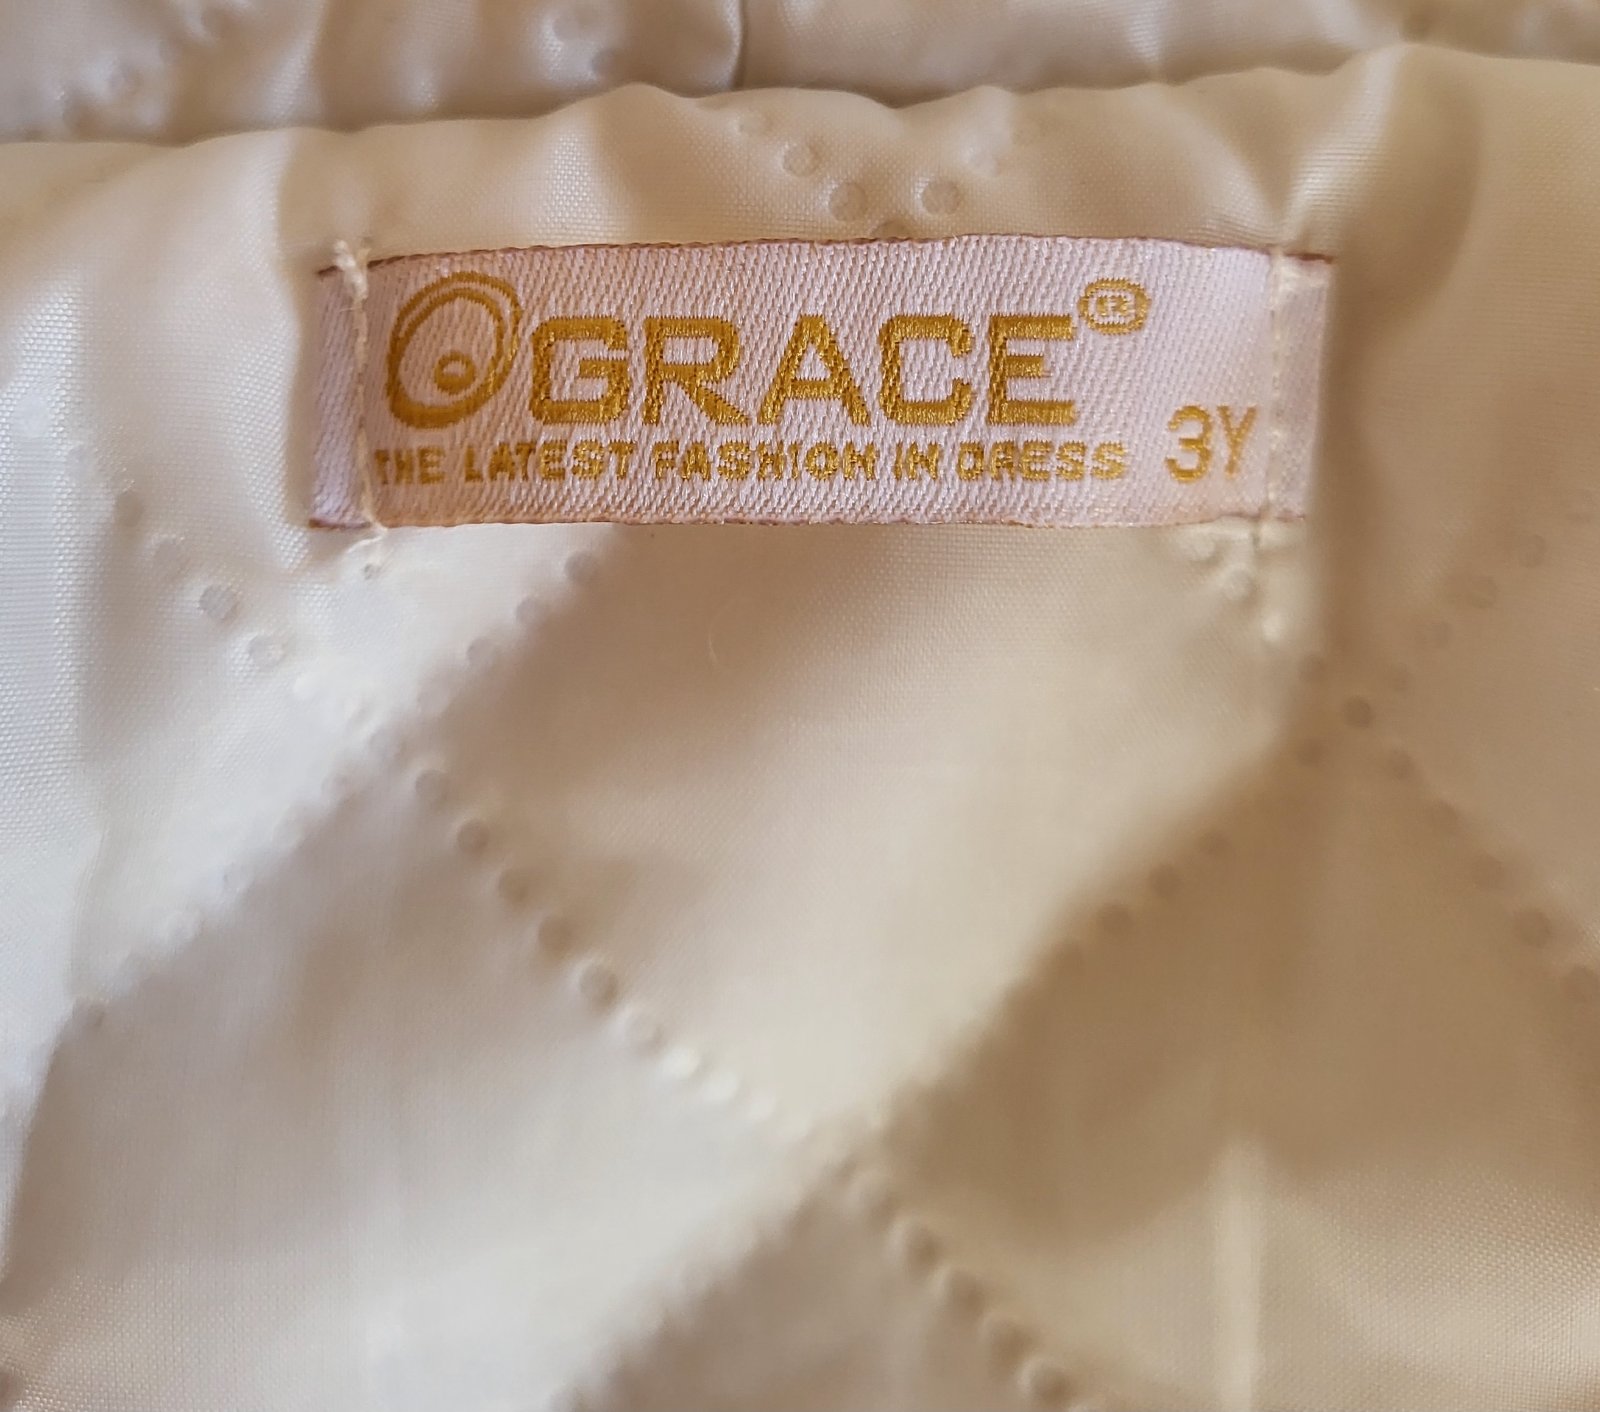 GRACE®
THE LATEST FASHION IN DRESS 3Y